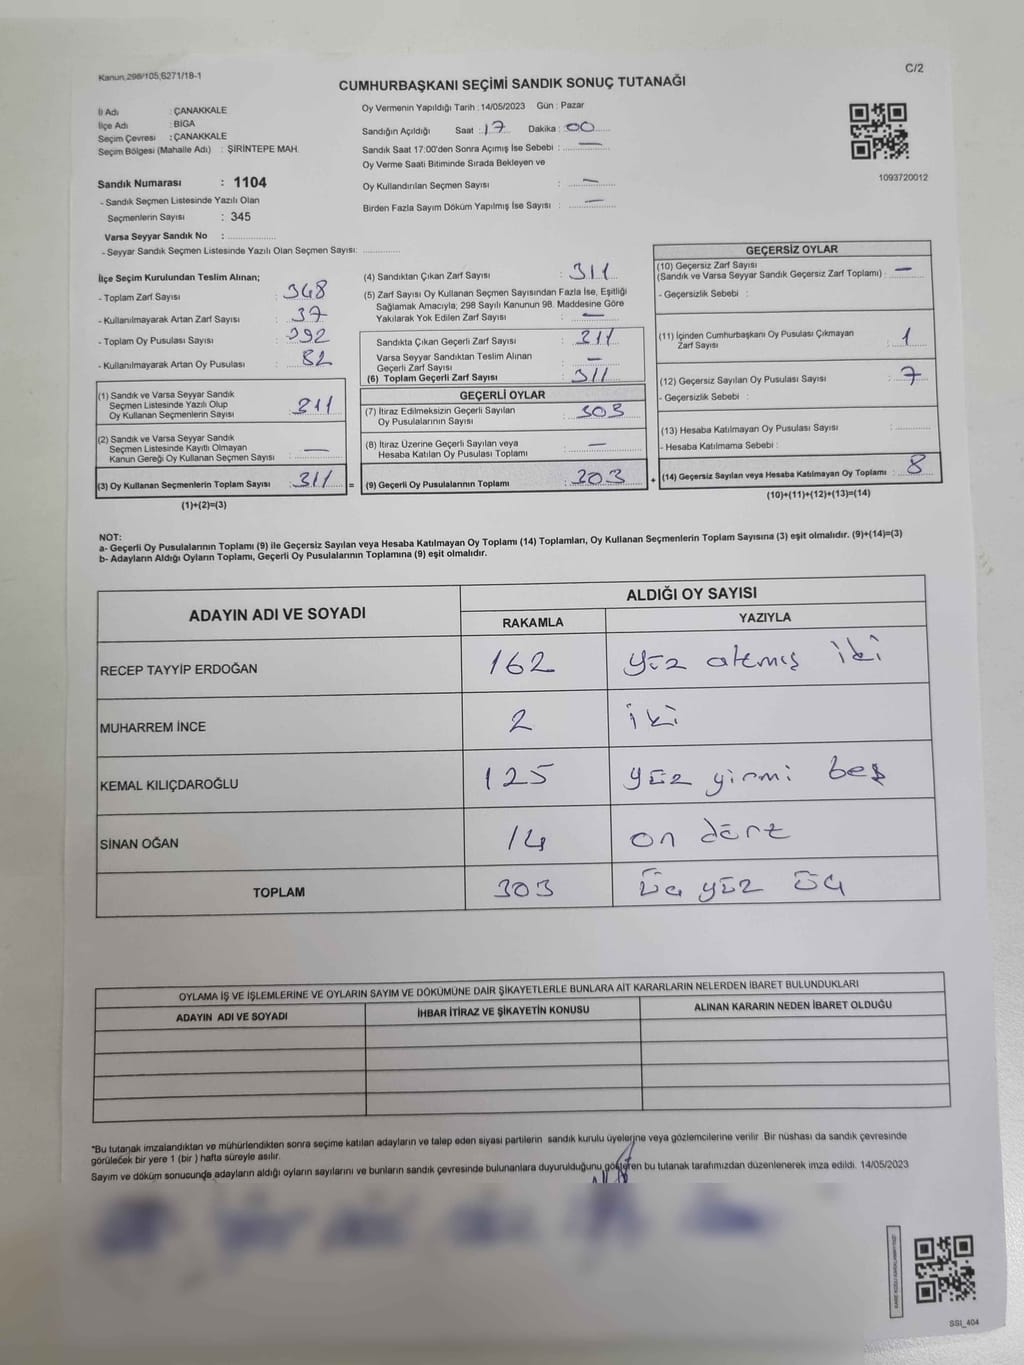 Kanun,298/105,6271/18-1
C/2
CUMHURBAŞKANI SEÇİMİ SANDIK SONUÇ TUTANAĞI
İl Adı : ÇANAKKALE
İlçe Adı : BİGA
Seçim Çevresi : ÇANAKKALE
Seçim Bölgesi (Mahalle Adı) : ŞİRİNTEPE MAH.
Sandık Numarası : 1104
- Sandık Seçmen Listesinde Yazılı Olan
Seçmenlerin Sayısı : 345
Varsa Seyyar Sandık No : ..............
- Seyyar Sandık Seçmen Listesinde Yazılı Olan Seçmen Sayısı: ..............
Oy Vermenin Yapıldığı Tarih : 14/05/2023 Gün : Pazar
Sandığın Açıldığı Saat : 17 Dakika : 00
Sandık Saat 17:00'den Sonra Açımış İse Sebebi : —
Oy Verme Saati Bitiminde Sırada Bekleyen ve
Oy Kullandırılan Seçmen Sayısı : —
Birden Fazla Sayım Döküm Yapılmış İse Sayısı : —
1093720012
İlçe Seçim Kurulundan Teslim Alınan;
- Toplam Zarf Sayısı : 348
- Kullanılmayarak Artan Zarf Sayısı : 37
- Toplam Oy Pusulası Sayısı : 392
- Kullanılmayarak Artan Oy Pusulası : 82
(1) Sandık ve Varsa Seyyar Sandık
Seçmen Listesinde Yazılı Olup
Oy Kullanan Seçmenlerin Sayısı : 311
(2) Sandık ve Varsa Seyyar Sandık
Seçmen Listesinde Kayıtlı Olmayan
Kanun Gereği Oy Kullanan Seçmen Sayısı : —
(3) Oy Kullanan Seçmenlerin Toplam Sayısı : 311 =
(1)+(2)=(3)
(4) Sandıktan Çıkan Zarf Sayısı : 311
(5) Zarf Sayısı Oy Kullanan Seçmen Sayısından Fazla İse, Eşitliği
Sağlamak Amacıyla; 298 Sayılı Kanunun 98. Maddesine Göre
Yakılarak Yok Edilen Zarf Sayısı : —
Sandıkta Çıkan Geçerli Zarf Sayısı : 311
Varsa Seyyar Sandıktan Teslim Alınan
Geçerli Zarf Sayısı : —
(6) Toplam Geçerli Zarf Sayısı : 311
GEÇERLİ OYLAR
(7) İtiraz Edilmeksizin Geçerli Sayılan
Oy Pusulalarının Sayısı : 303
(8) İtiraz Üzerine Geçerli Sayılan veya
Hesaba Katılan Oy Pusulası Toplamı : —
(9) Geçerli Oy Pusulalarının Toplamı : 303 +
GEÇERSİZ OYLAR
(10) Geçersiz Zarf Sayısı
(Sandık ve Varsa Seyyar Sandık Geçersiz Zarf Toplamı) : —
- Geçersizlik Sebebi :
(11) İçinden Cumhurbaşkanı Oy Pusulası Çıkmayan
Zarf Sayısı : 1
(12) Geçersiz Sayılan Oy Pusulası Sayısı : 7
- Geçersizlik Sebebi :
(13) Hesaba Katılmayan Oy Pusulası Sayısı : ..........
- Hesaba Katılmama Sebebi :
(14) Geçersiz Sayılan veya Hesaba Katılmayan Oy Toplamı : 8
(10)+(11)+(12)+(13)=(14)
NOT:
a- Geçerli Oy Pusulalarının Toplamı (9) ile Geçersiz Sayılan veya Hesaba Katılmayan Oy Toplamı (14) Toplamları, Oy Kullanan Seçmenlerin Toplam Sayısına (3) eşit olmalıdır. (9)+(14)=(3)
b- Adayların Aldığı Oyların Toplamı, Geçerli Oy Pusulalarının Toplamına (9) eşit olmalıdır.
ADAYIN ADI VE SOYADI ALDIĞI OY SAYISI
RAKAMLA YAZIYLA
RECEP TAYYİP ERDOĞAN 162 yüz atmış iki
MUHARREM İNCE 2 iki
KEMAL KILIÇDAROĞLU 125 yüz yirmi beş
SİNAN OĞAN 14 on dört
TOPLAM 303 üç yüz üç
OYLAMA İŞ VE İŞLEMLERİNE VE OYLARIN SAYIM VE DÖKÜMÜNE DAİR ŞİKAYETLERLE BUNLARA AİT KARARLARIN NELERDEN İBARET BULUNDUKLARI
ADAYIN ADI VE SOYADI İHBAR İTİRAZ VE ŞİKAYETİN KONUSU ALINAN KARARIN NEDEN İBARET OLDUĞU
*Bu tutanak imzalandıktan ve mühürlendikten sonra seçime katılan adayların ve talep eden siyasi partilerin sandık kurulu üyelerine veya gözlemcilerine verilir. Bir nüshası da sandık çevresinde
görülecek bir yere 1 (bir ) hafta süreyle asılır.
Sayım ve döküm sonucunda adayların aldığı oyların sayılarını ve bunların sandık çevresinde bulunanlara duyurulduğunu gösteren bu tutanak tarafımızdan düzenlenerek imza edildi. 14/05/2023
SSI_404